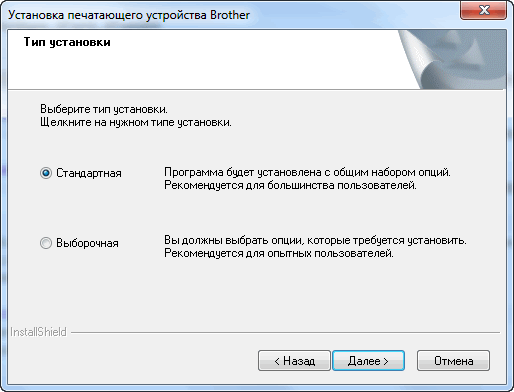 Установка печатающего устройства Brother
Тип установки
Выберите тип установки.
Щелкните на нужном типе установки.
Стандартная
Программа будет установлена с общим набором опций.
Рекомендуется для большинства пользователей.
Выборочная
Вы должны выбрать опции, которые требуется установить.
Рекомендуется для опытных пользователей.
InstallShield
< Назад
Далее >
Отмена